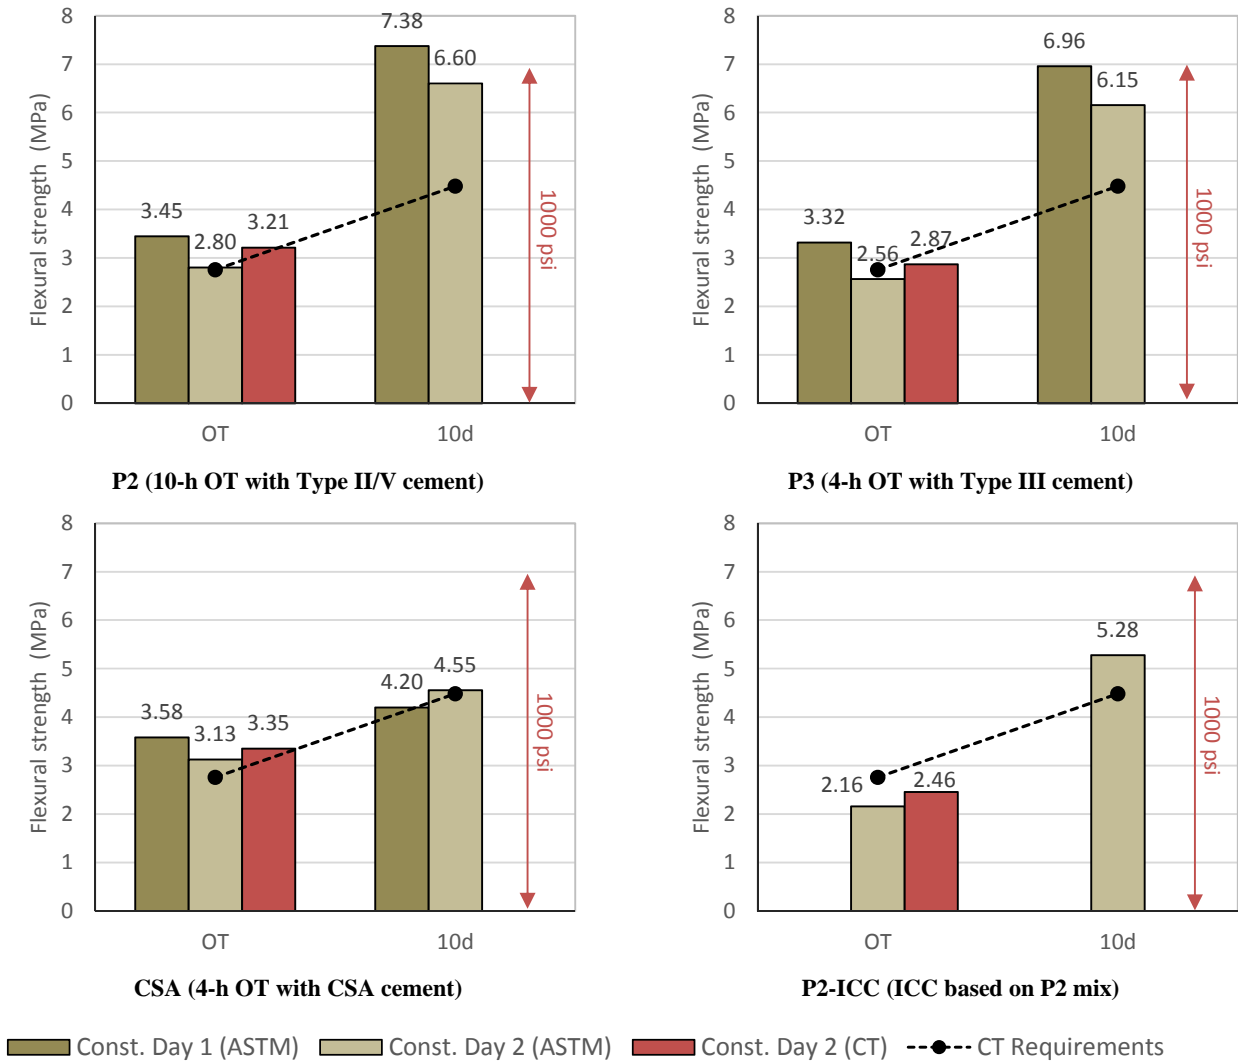 8
7
6
5
4
3
2
1
0
Flexural strength (MPa)
7.38
6.60
3.45
2.80
3.21
1000 psi
OT
10d
P2 (10-h OT with Type II/V cement)
8
7
6
5
4
3
2
1
0
Flexural strength (MPa)
6.96
6.15
3.32
2.56
2.87
1000 psi
OT
10d
P3 (4-h OT with Type III cement)
8
7
6
5
4
3
2
1
0
Flexural strength (MPa)
3.58
3.13
3.35
4.20
4.55
1000 psi
OT
10d
CSA (4-h OT with CSA cement)
8
7
6
5
4
3
2
1
0
Flexural strength (MPa)
2.16
2.46
5.28
1000 psi
OT
10d
P2-ICC (ICC based on P2 mix)
Const. Day 1 (ASTM) Const. Day 2 (ASTM) Const. Day 2 (CT) CT Requirements